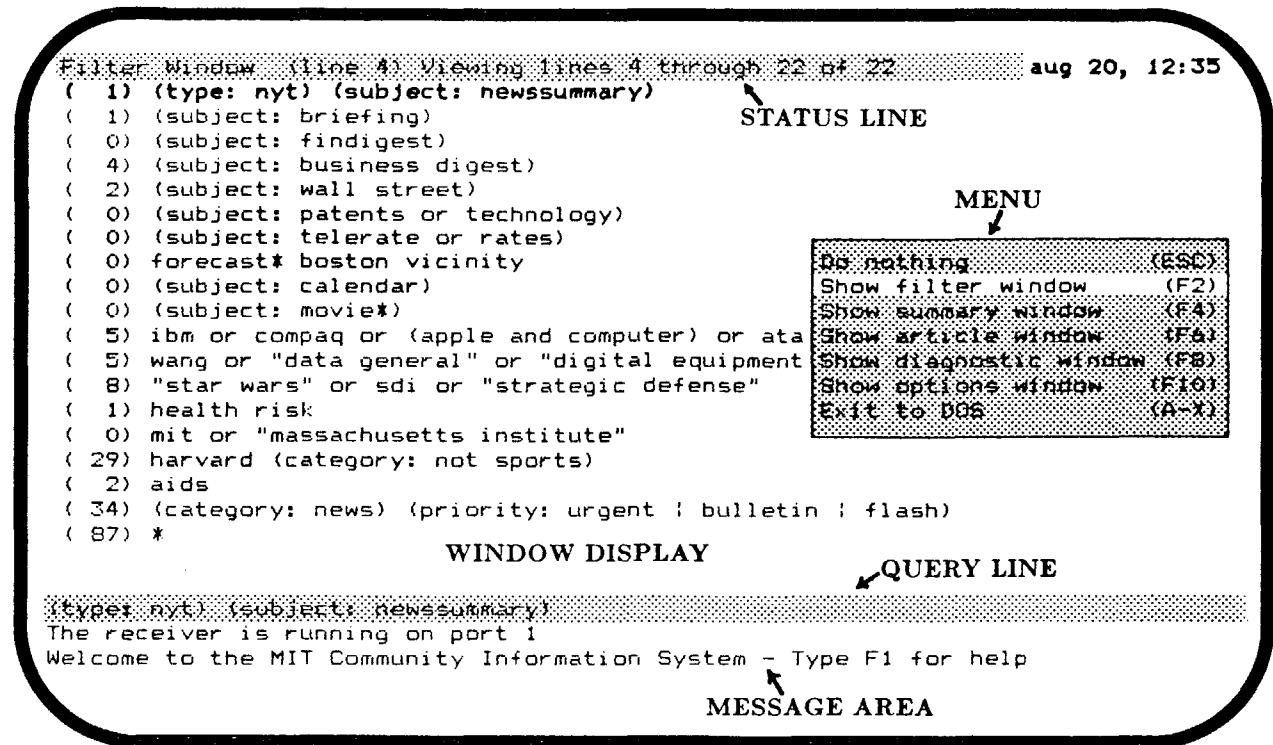 Filter Window (line 4) Viewing lines 4 through 22 of 22 aug 20, 12:35
( 1) (type: nyt) (subject: newssummary)
STATUS LINE
( 1) (subject: briefing)
( 0) (subject: findigest)
( 4) (subject: business digest)
( 2) (subject: wall street)
( 0) (subject: patents or technology)
( 0) (subject: telerate or rates)
( 0) forecast* boston vicinity
( 0) (subject: calendar)
( 0) (subject: movie*)
( 5) ibm or compaq or (apple and computer) or ata
( 5) wang or "data general" or "digital equipment
( 8) "star wars" or sdi or "strategic defense"
( 1) health risk
( 0) mit or "massachusetts institute"
( 29) harvard (category: not sports)
( 2) aids
( 34) (category: news) (priority: urgent ¦ bulletin ¦ flash)
( 87) *
MENU
Do nothing (ESC)
Show filter window (F2)
Show summary window (F4)
Show article window (F6)
Show diagnostic window (F8)
Show options window (F10)
Exit to DOS (A-X)
WINDOW DISPLAY
QUERY LINE
(type: nyt) (subject: newssummary)
The receiver is running on port 1
Welcome to the MIT Community Information System - Type F1 for help
MESSAGE AREA